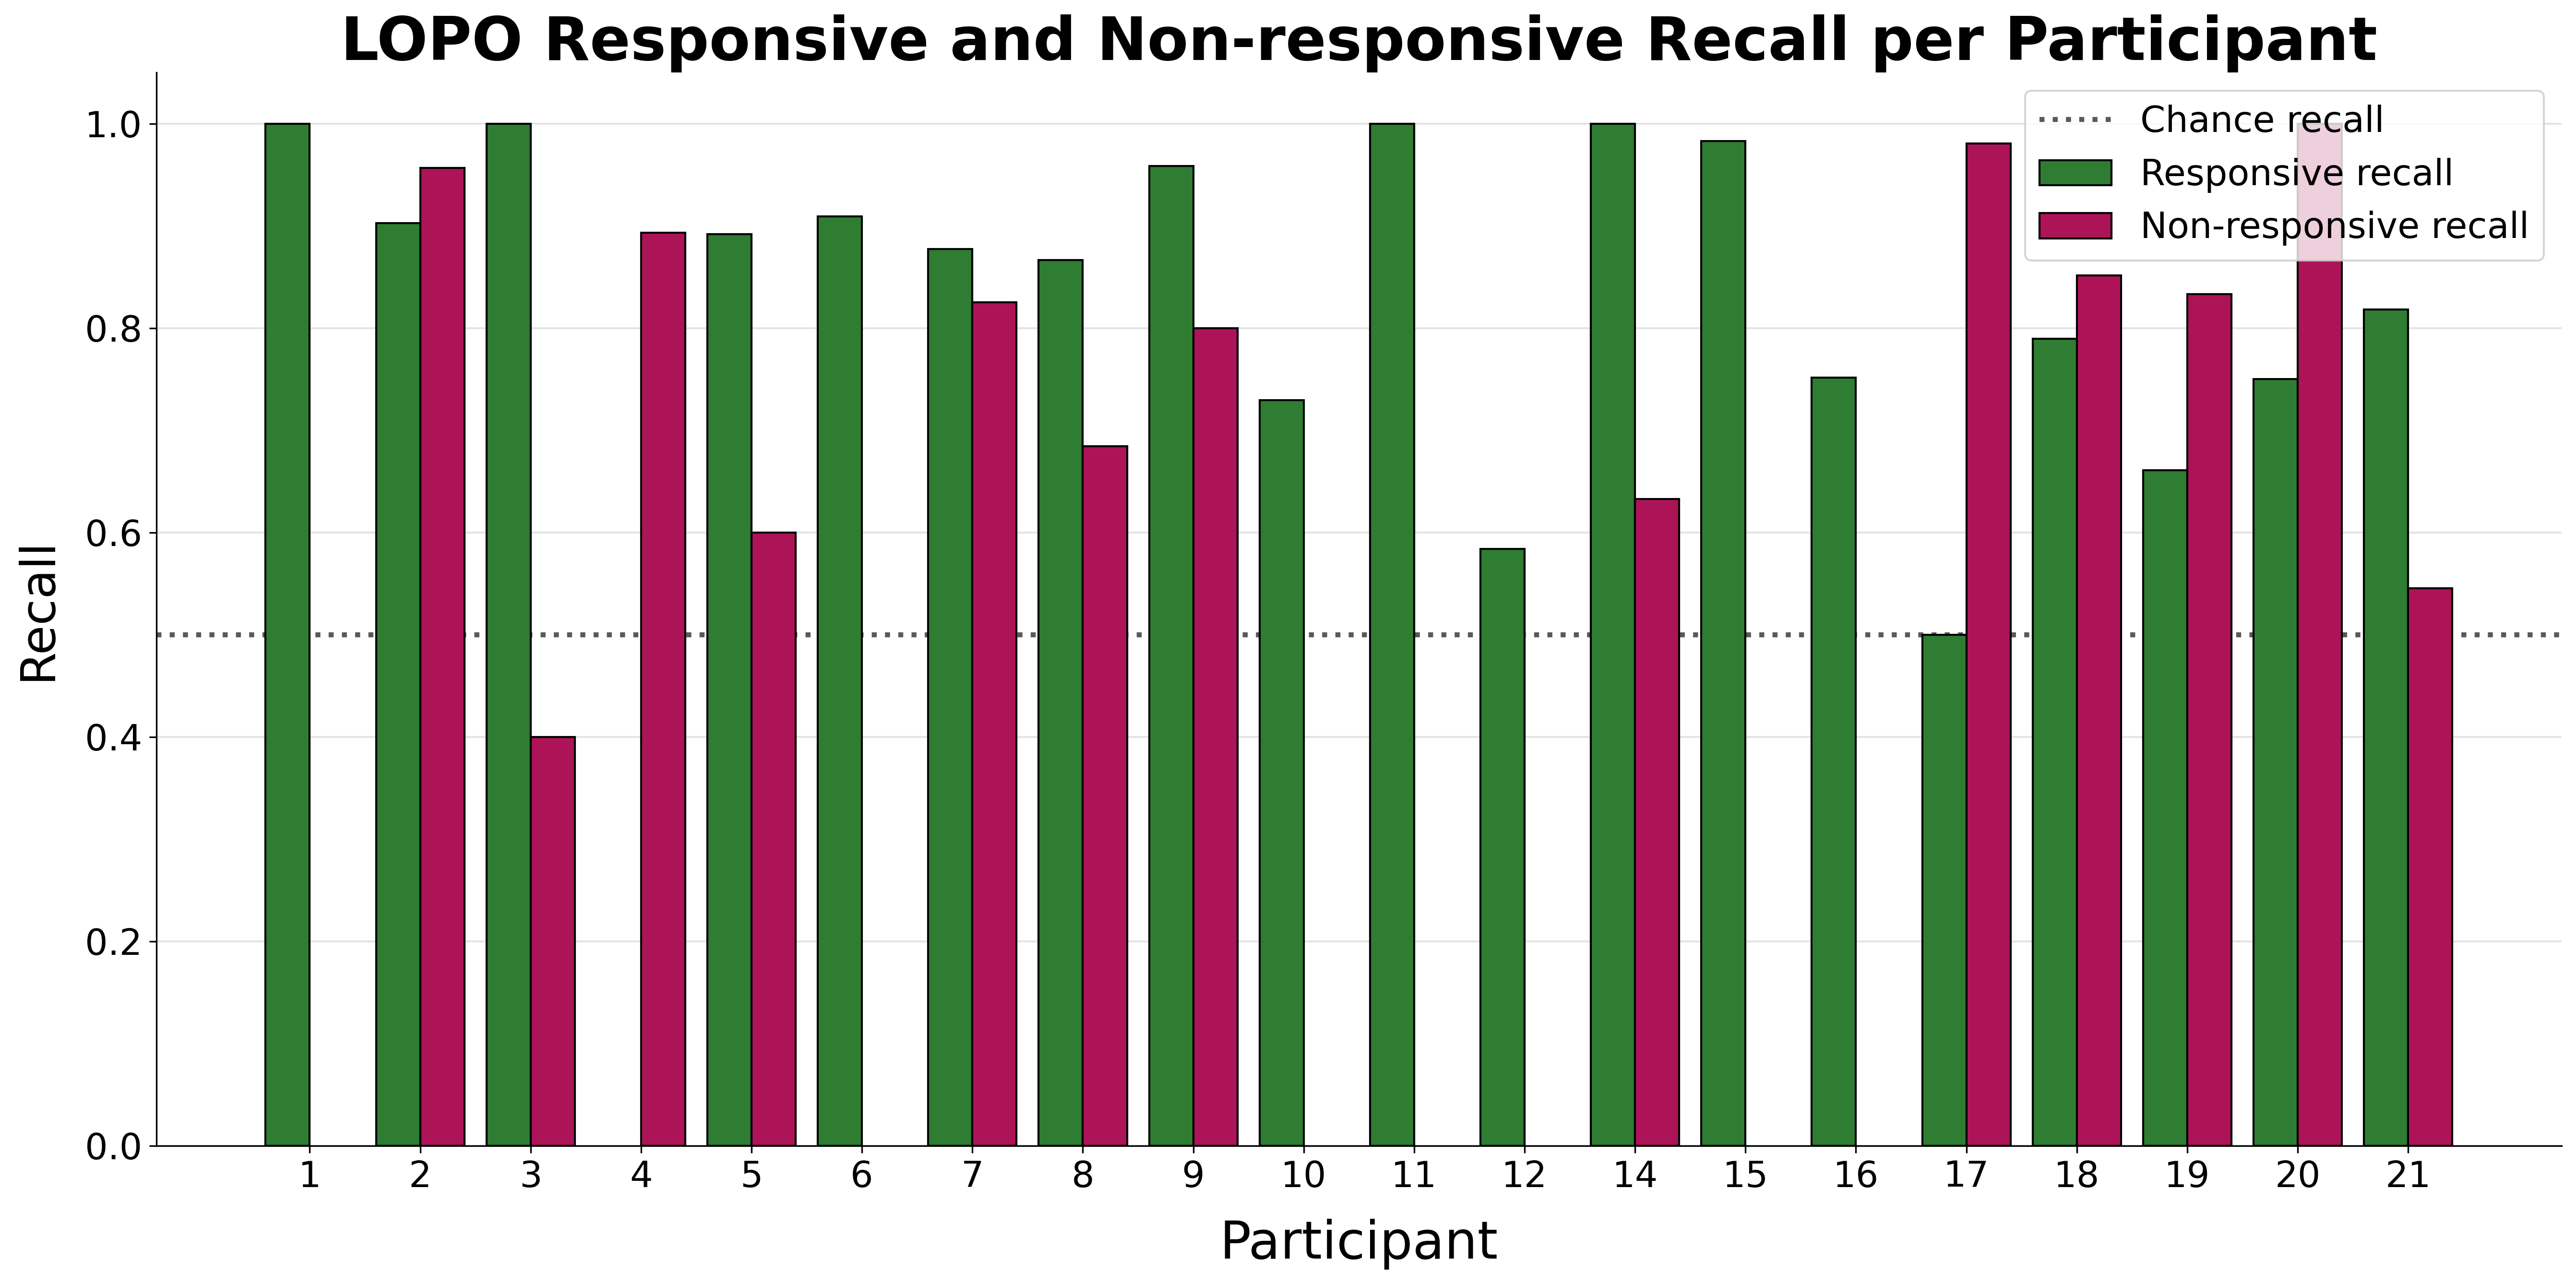 LOPO Responsive and Non-responsive Recall per Participant
Chance recall
Responsive recall
Non-responsive recall
1.0
0.8
0.6
0.4
0.2
0.0
Recall
1 2 3 4 5 6 7 8 9 10 11 12 14 15 16 17 18 19 20 21
Participant